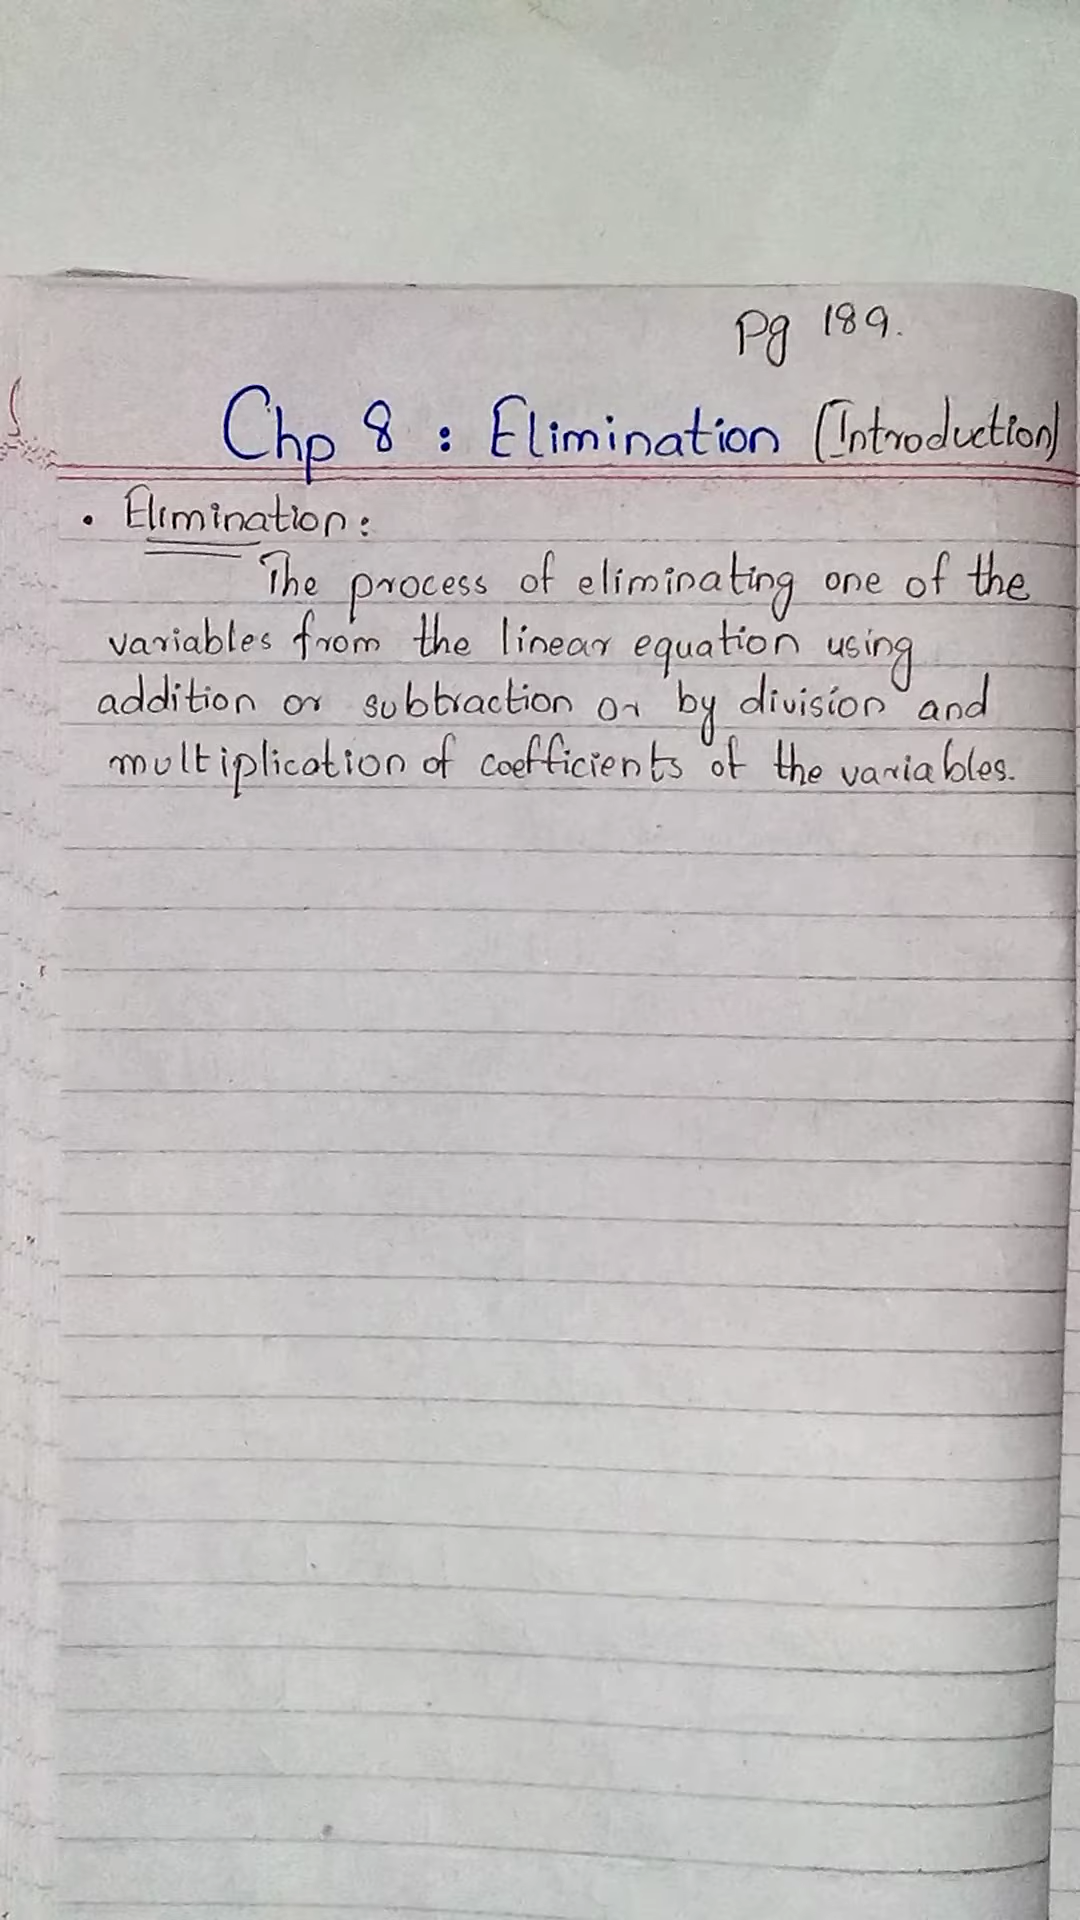 Pg 189.
Chp 8 : Elimination (Introduction)
• Elimination:
The process of eliminating one of the
variables from the linear equation using
addition or subtraction or by division and
multiplication of coefficients of the variables.